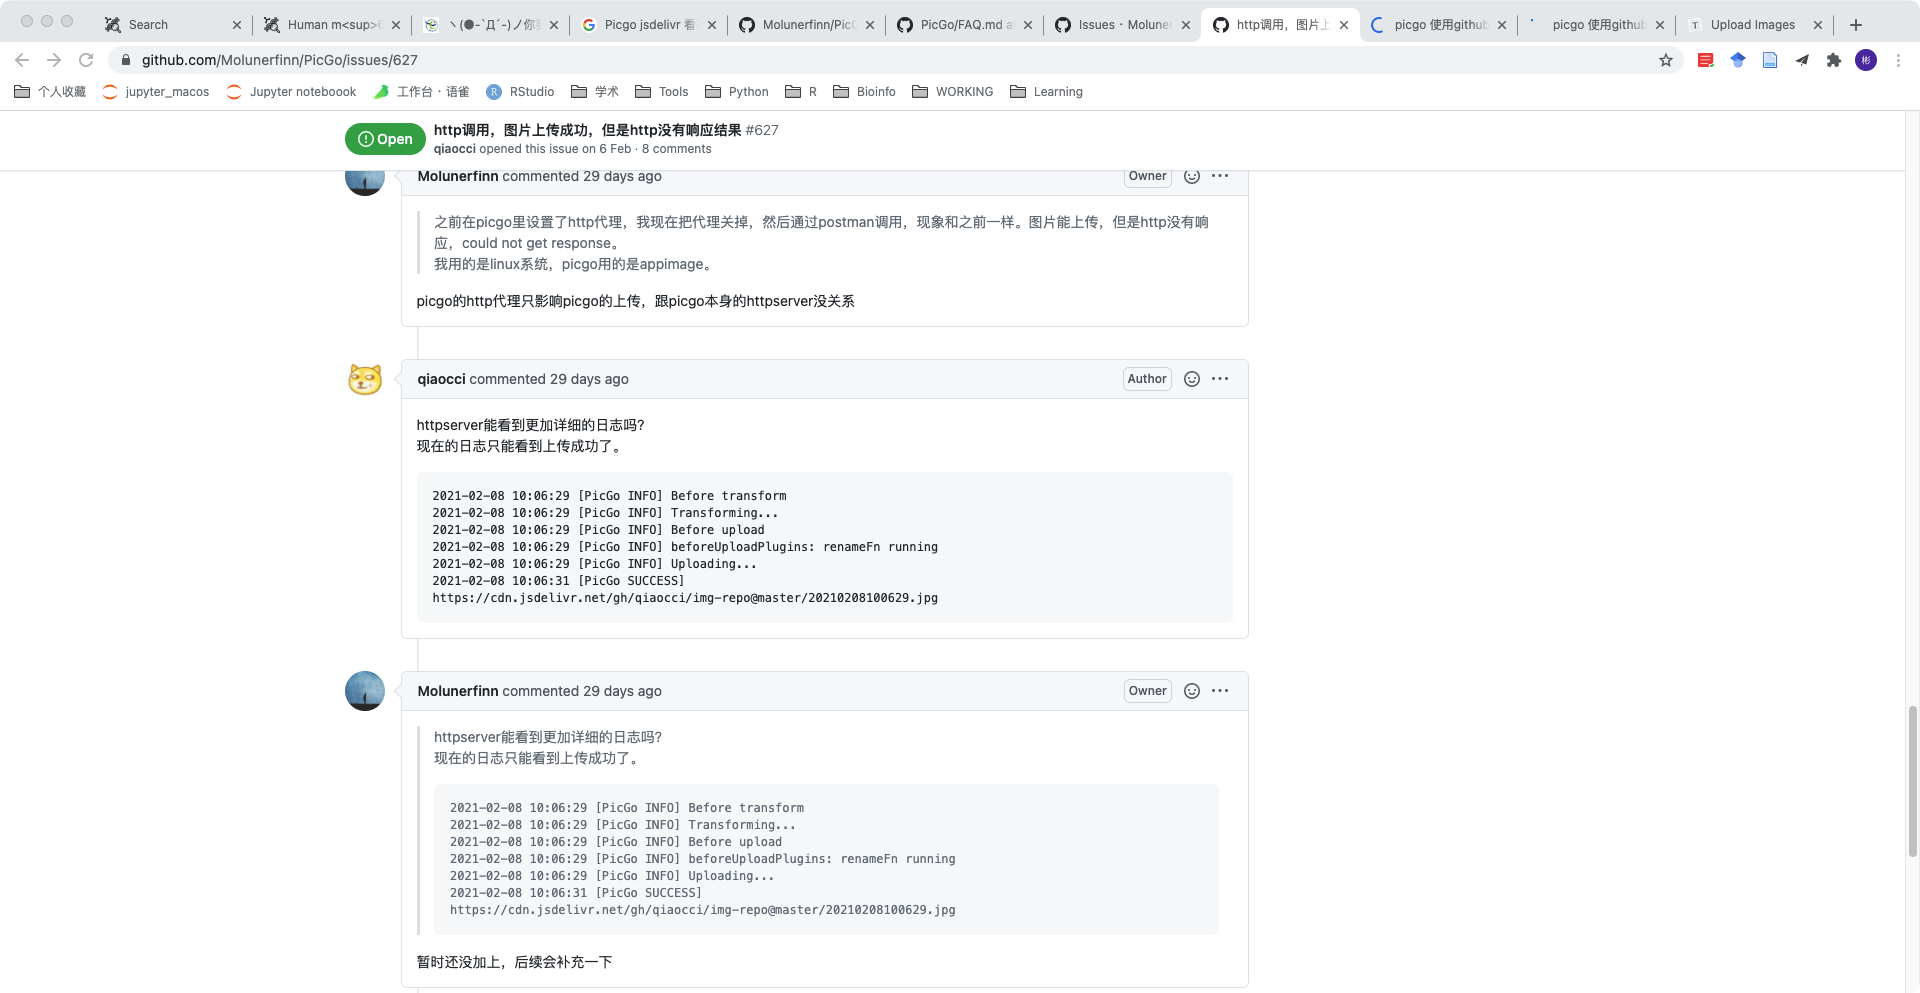 Search
Human m<sup>6
ヽ(●-`Д´-)ノ你
Picgo jsdelivr 看
Molunerfinn/PicG
PicGo/FAQ.md a
Issues · Moluner
http调用，图片上
picgo 使用github
picgo 使用github
Upload Images
github.com/Molunerfinn/PicGo/issues/627
彬
个人收藏
jupyter_macos
Jupyter noteboook
工作台 · 语雀
RStudio
学术
Tools
Python
R
Bioinfo
WORKING
Learning
Open
http调用，图片上传成功，但是http没有响应结果 #627
qiaocci opened this issue on 6 Feb · 8 comments
Molunerfinn commented 29 days ago
Owner
之前在picgo里设置了http代理，我现在把代理关掉，然后通过postman调用，现象和之前一样。图片能上传，但是http没有响
应，could not get response。
我用的是linux系统，picgo用的是appimage。
picgo的http代理只影响picgo的上传，跟picgo本身的httpserver没关系
qiaocci commented 29 days ago
Author
httpserver能看到更加详细的日志吗?
现在的日志只能看到上传成功了。
2021-02-08 10:06:29 [PicGo INFO] Before transform
2021-02-08 10:06:29 [PicGo INFO] Transforming...
2021-02-08 10:06:29 [PicGo INFO] Before upload
2021-02-08 10:06:29 [PicGo INFO] beforeUploadPlugins: renameFn running
2021-02-08 10:06:29 [PicGo INFO] Uploading...
2021-02-08 10:06:31 [PicGo SUCCESS]
https://cdn.jsdelivr.net/gh/qiaocci/img-repo@master/20210208100629.jpg
Molunerfinn commented 29 days ago
Owner
httpserver能看到更加详细的日志吗?
现在的日志只能看到上传成功了。
2021-02-08 10:06:29 [PicGo INFO] Before transform
2021-02-08 10:06:29 [PicGo INFO] Transforming...
2021-02-08 10:06:29 [PicGo INFO] Before upload
2021-02-08 10:06:29 [PicGo INFO] beforeUploadPlugins: renameFn running
2021-02-08 10:06:29 [PicGo INFO] Uploading...
2021-02-08 10:06:31 [PicGo SUCCESS]
https://cdn.jsdelivr.net/gh/qiaocci/img-repo@master/20210208100629.jpg
暂时还没加上，后续会补充一下